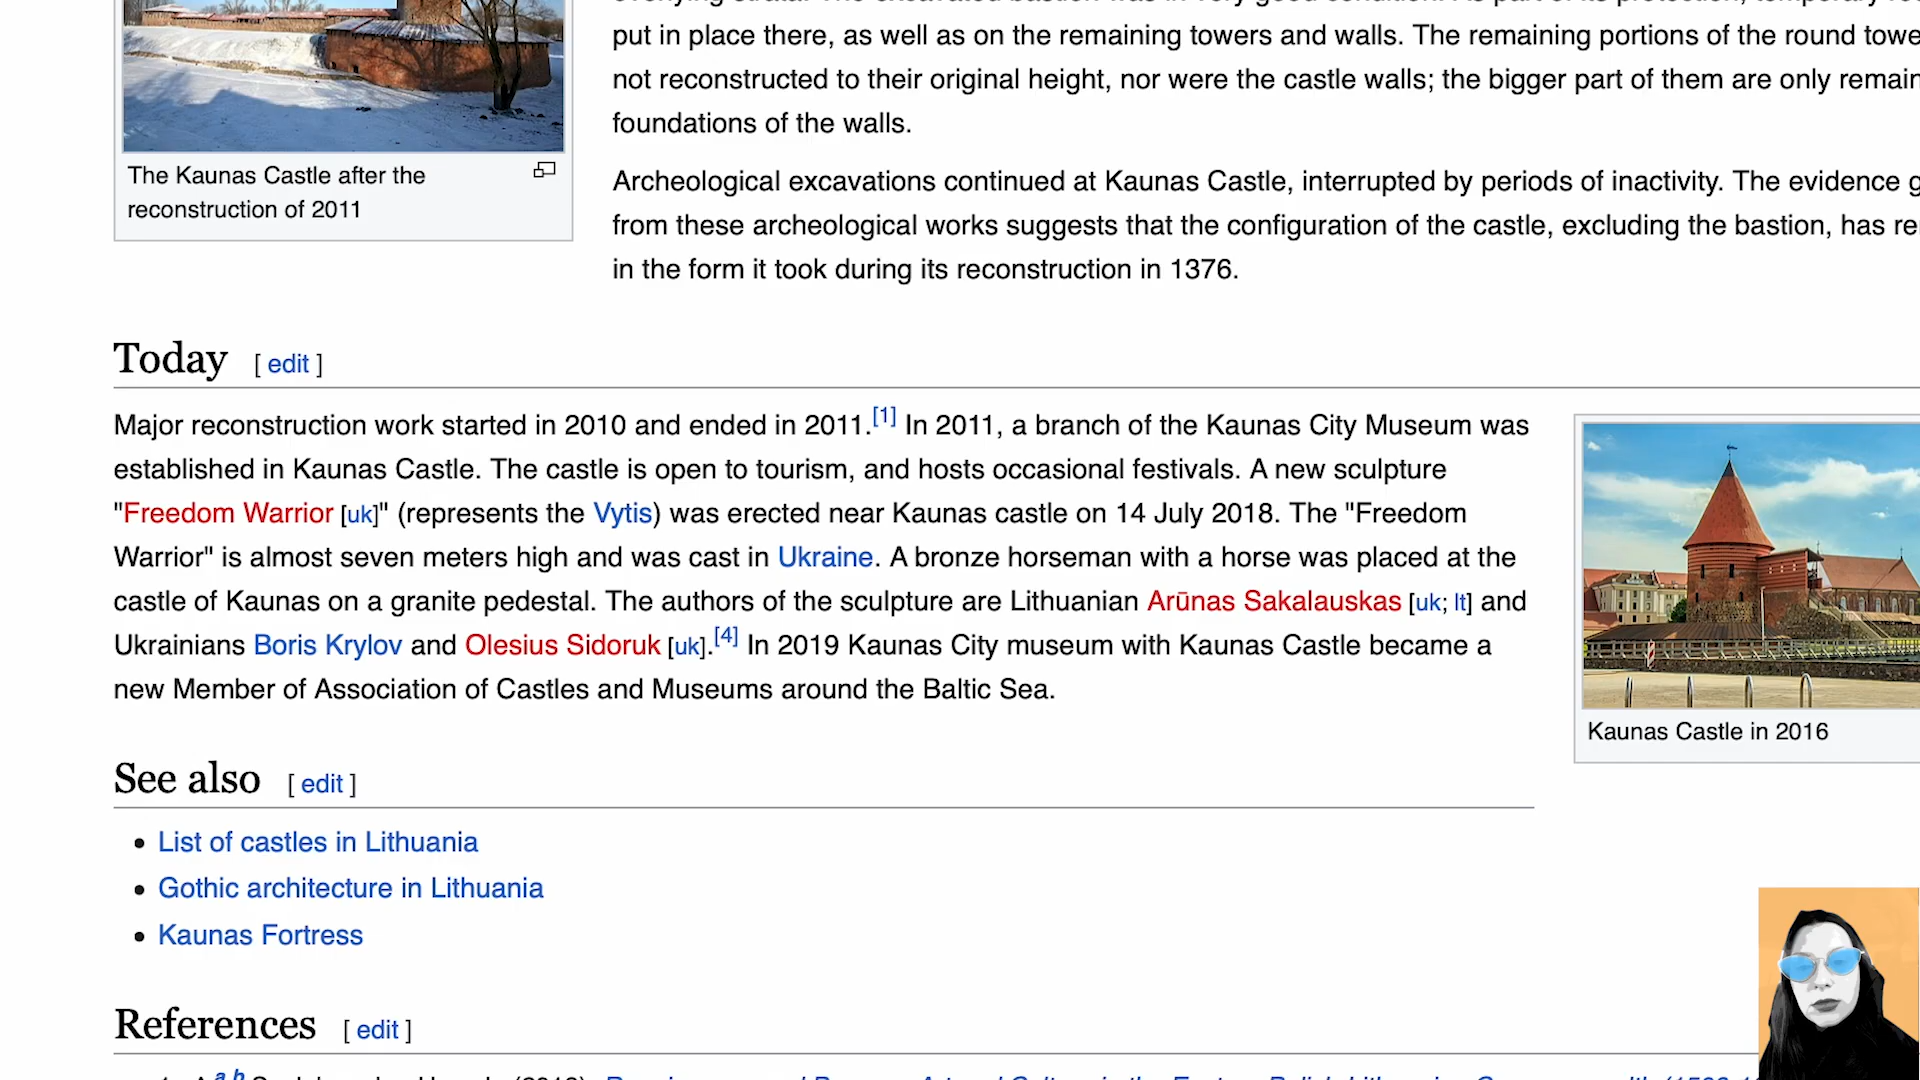 put in place there, as well as on the remaining towers and walls. The remaining portions of the round
not reconstructed to their original height, nor were the castle walls; the bigger part of them are only
foundations of the walls.
The Kaunas Castle after the
reconstruction of 2011
Archeological excavations continued at Kaunas Castle, interrupted by periods of inactivity. The evidence
from these archeological works suggests that the configuration of the castle, excluding the bastion, has
in the form it took during its reconstruction in 1376.
Today [ edit ]
Major reconstruction work started in 2010 and ended in 2011.[1] In 2011, a branch of the Kaunas City Museum was
established in Kaunas Castle. The castle is open to tourism, and hosts occasional festivals. A new sculpture
"Freedom Warrior [uk]" (represents the Vytis) was erected near Kaunas castle on 14 July 2018. The "Freedom
Warrior" is almost seven meters high and was cast in Ukraine. A bronze horseman with a horse was placed at the
castle of Kaunas on a granite pedestal. The authors of the sculpture are Lithuanian Arūnas Sakalauskas [uk; lt] and
Ukrainians Boris Krylov and Olesius Sidoruk [uk].[4] In 2019 Kaunas City museum with Kaunas Castle became a
new Member of Association of Castles and Museums around the Baltic Sea.
Kaunas Castle in 2016
See also [ edit ]
• List of castles in Lithuania
• Gothic architecture in Lithuania
• Kaunas Fortress
References [ edit ]